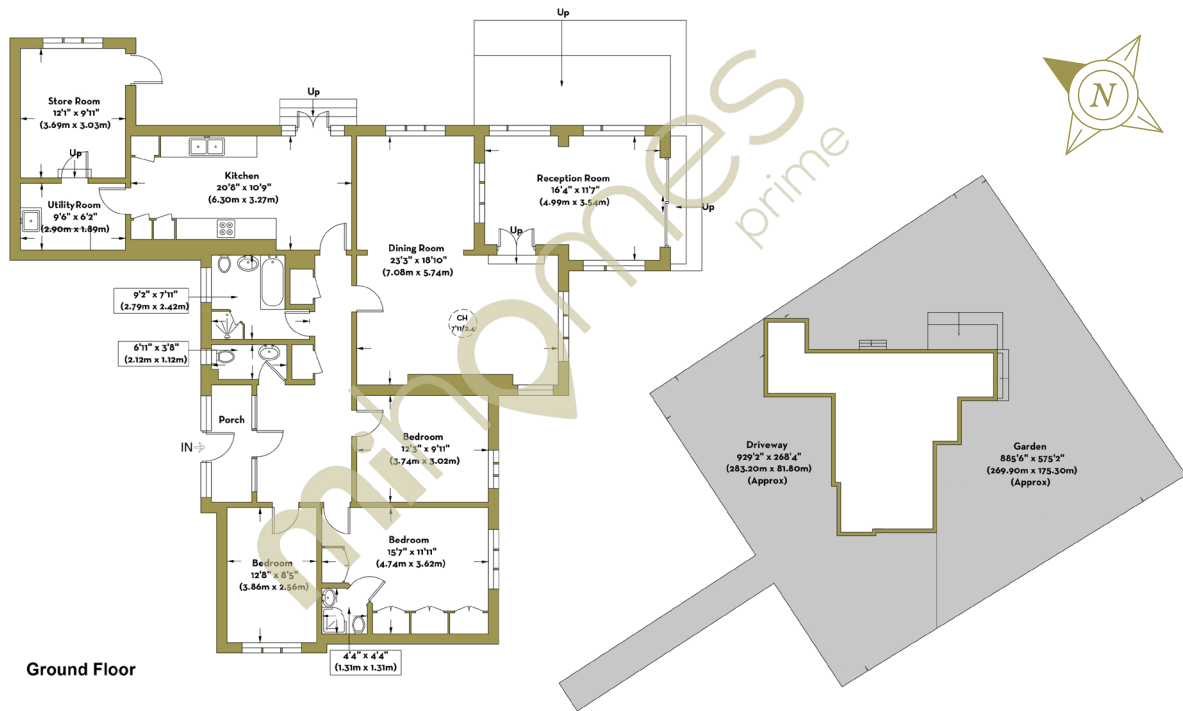 Up
Store Room
12'1" x 9'11"
(3.69m x 3.03m)
Up
Up
Kitchen
20'8" x 10'9"
(6.30m x 3.27m)
Reception Room
16'4" x 11'7"
(4.99m x 3.54m)
Up
Up
Utility Room
9'6" x 6'2"
(2.90m x 1.89m)
Dining Room
23'3" x 18'10"
(7.08m x 5.74m)
CH
7'11/2.4
9'2" x 7'11"
(2.79m x 2.42m)
6'11" x 3'8"
(2.12m x 1.12m)
Porch
IN
Bedroom
12'3" x 9'11"
(3.74m x 3.02m)
Bedroom
15'7" x 11'11"
(4.74m x 3.62m)
Bedroom
12'8" x 8'5"
(3.86m x 2.56m)
4'4" x 4'4"
(1.31m x 1.31m)
Ground Floor
mihomes
prime
N
Driveway
929'2" x 268'4"
(283.20m x 81.80m)
(Approx)
Garden
885'6" x 575'2"
(269.90m x 175.30m)
(Approx)